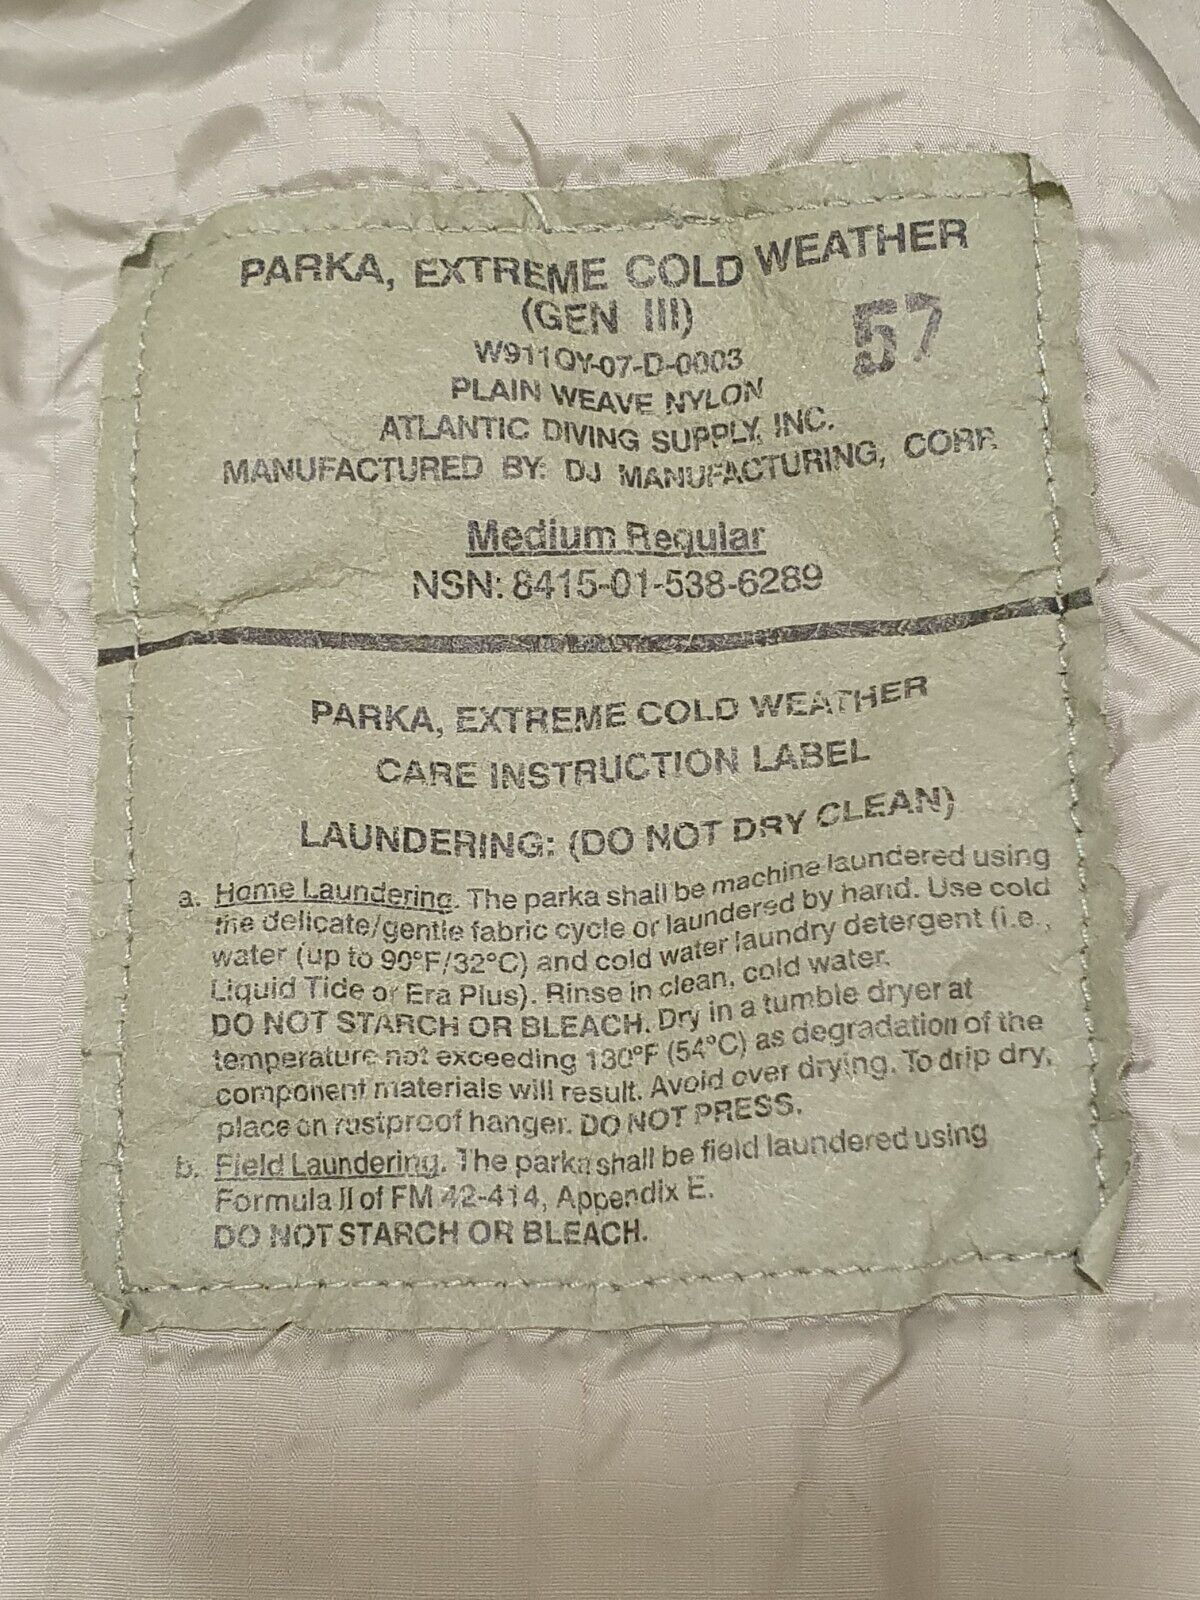 PARKA, EXTREME COLD WEATHER
(GEN III)
57
W911QY-07-D-0003
PLAIN WEAVE NYLON
ATLANTIC DIVING SUPPLY, INC.
MANUFACTURED BY: DJ MANUFACTURING, CORP.
Medium Regular
NSN: 8415-01-538-6289
PARKA, EXTREME COLD WEATHER
CARE INSTRUCTION LABEL
LAUNDERING: (DO NOT DRY CLEAN)
a. Home Laundering. The parka shall be machine laundered using
the delicate/gentle fabric cycle or laundered by hand. Use cold
water (up to 90°F/32°C) and cold water laundry detergent (i.e.,
Liquid Tide or Era Plus). Rinse in clean, cold water.
DO NOT STARCH OR BLEACH. Dry in a tumble dryer at
temperature not exceeding 130°F (54°C) as degradation of the
component materials will result. Avoid over drying. To drip dry,
place on rustproof hanger. DO NOT PRESS.
b. Field Laundering. The parka shall be field laundered using
Formula II of FM 42-414, Appendix E.
DO NOT STARCH OR BLEACH.